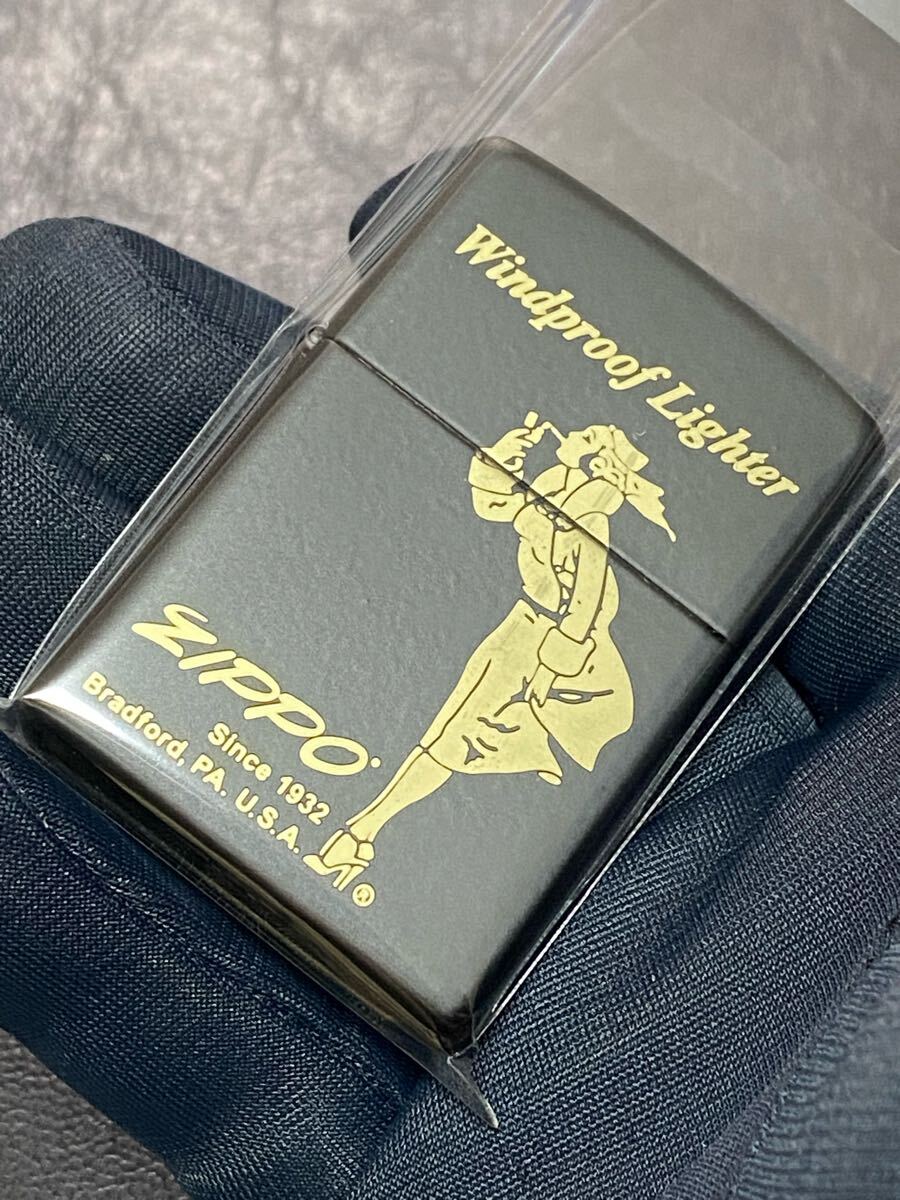 Windproof Lighter
ZIPPO
Since 1932
Bradford, PA. U.S.A.
®